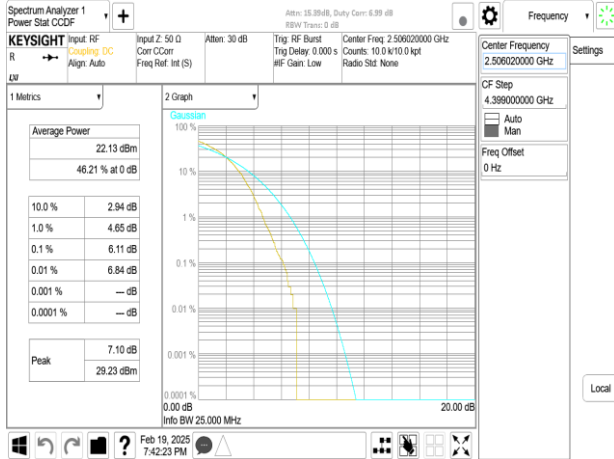 Spectrum Analyzer 1
Power Stat CCDF
Attn: 15.39dB, Duty Corr: 6.99 dB
RBW Trans: 0 dB
Frequency
KEYSIGHT
R
LXI
Input: RF
Coupling: DC
Align: Auto
Input Z: 50 Ω
Corr CCorr
Freq Ref: Int (S)
Atten: 30 dB
Trig: RF Burst
Trig Delay: 0.000 s
#IF Gain: Low
Center Freq: 2.506020000 GHz
Counts: 10.0 k/10.0 kpt
Radio Std: None
Center Frequency
2.506020000 GHz
Settings
CF Step
4.399000000 GHz
Auto
Man
Freq Offset
0 Hz
Local
1 Metrics
Average Power
22.13 dBm
46.21 % at 0 dB
10.0 % 2.94 dB
1.0 % 4.65 dB
0.1 % 6.11 dB
0.01 % 6.84 dB
0.001 % --- dB
0.0001 % --- dB
Peak
7.10 dB
29.23 dBm
2 Graph
Gaussian
100 %
10 %
1 %
0.1 %
0.01 %
0.001 %
0.0001 %
0.00 dB
20.00 dB
Info BW 25.000 MHz
?
Feb 19, 2025
7:42:23 PM